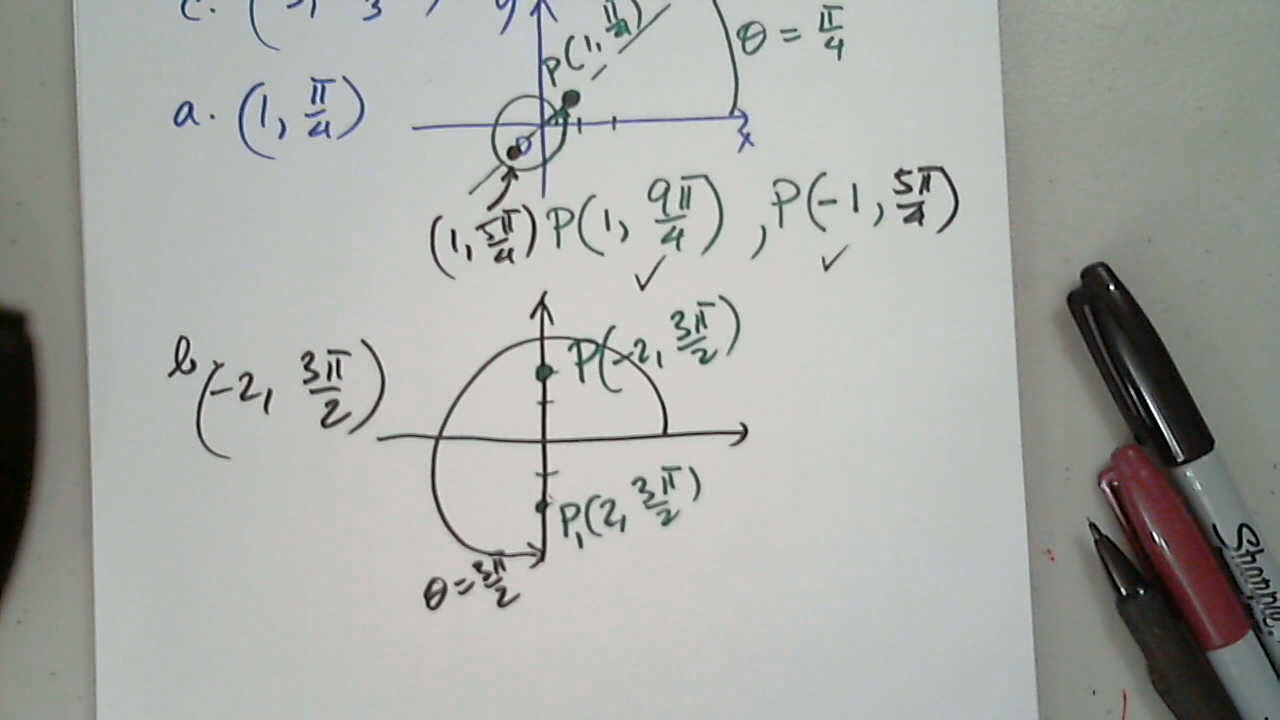 c. (
P(1, π/4)
θ = π/4
a. (1, π/4)
x
(1, 5π/4) P(1, 9π/4) , P(-1, 5π/4)
✓ ✓
b (-2, 3π/2)
P(-2, 3π/2)
P₁(2, 3π/2)
θ = 3π/2
Sharpie